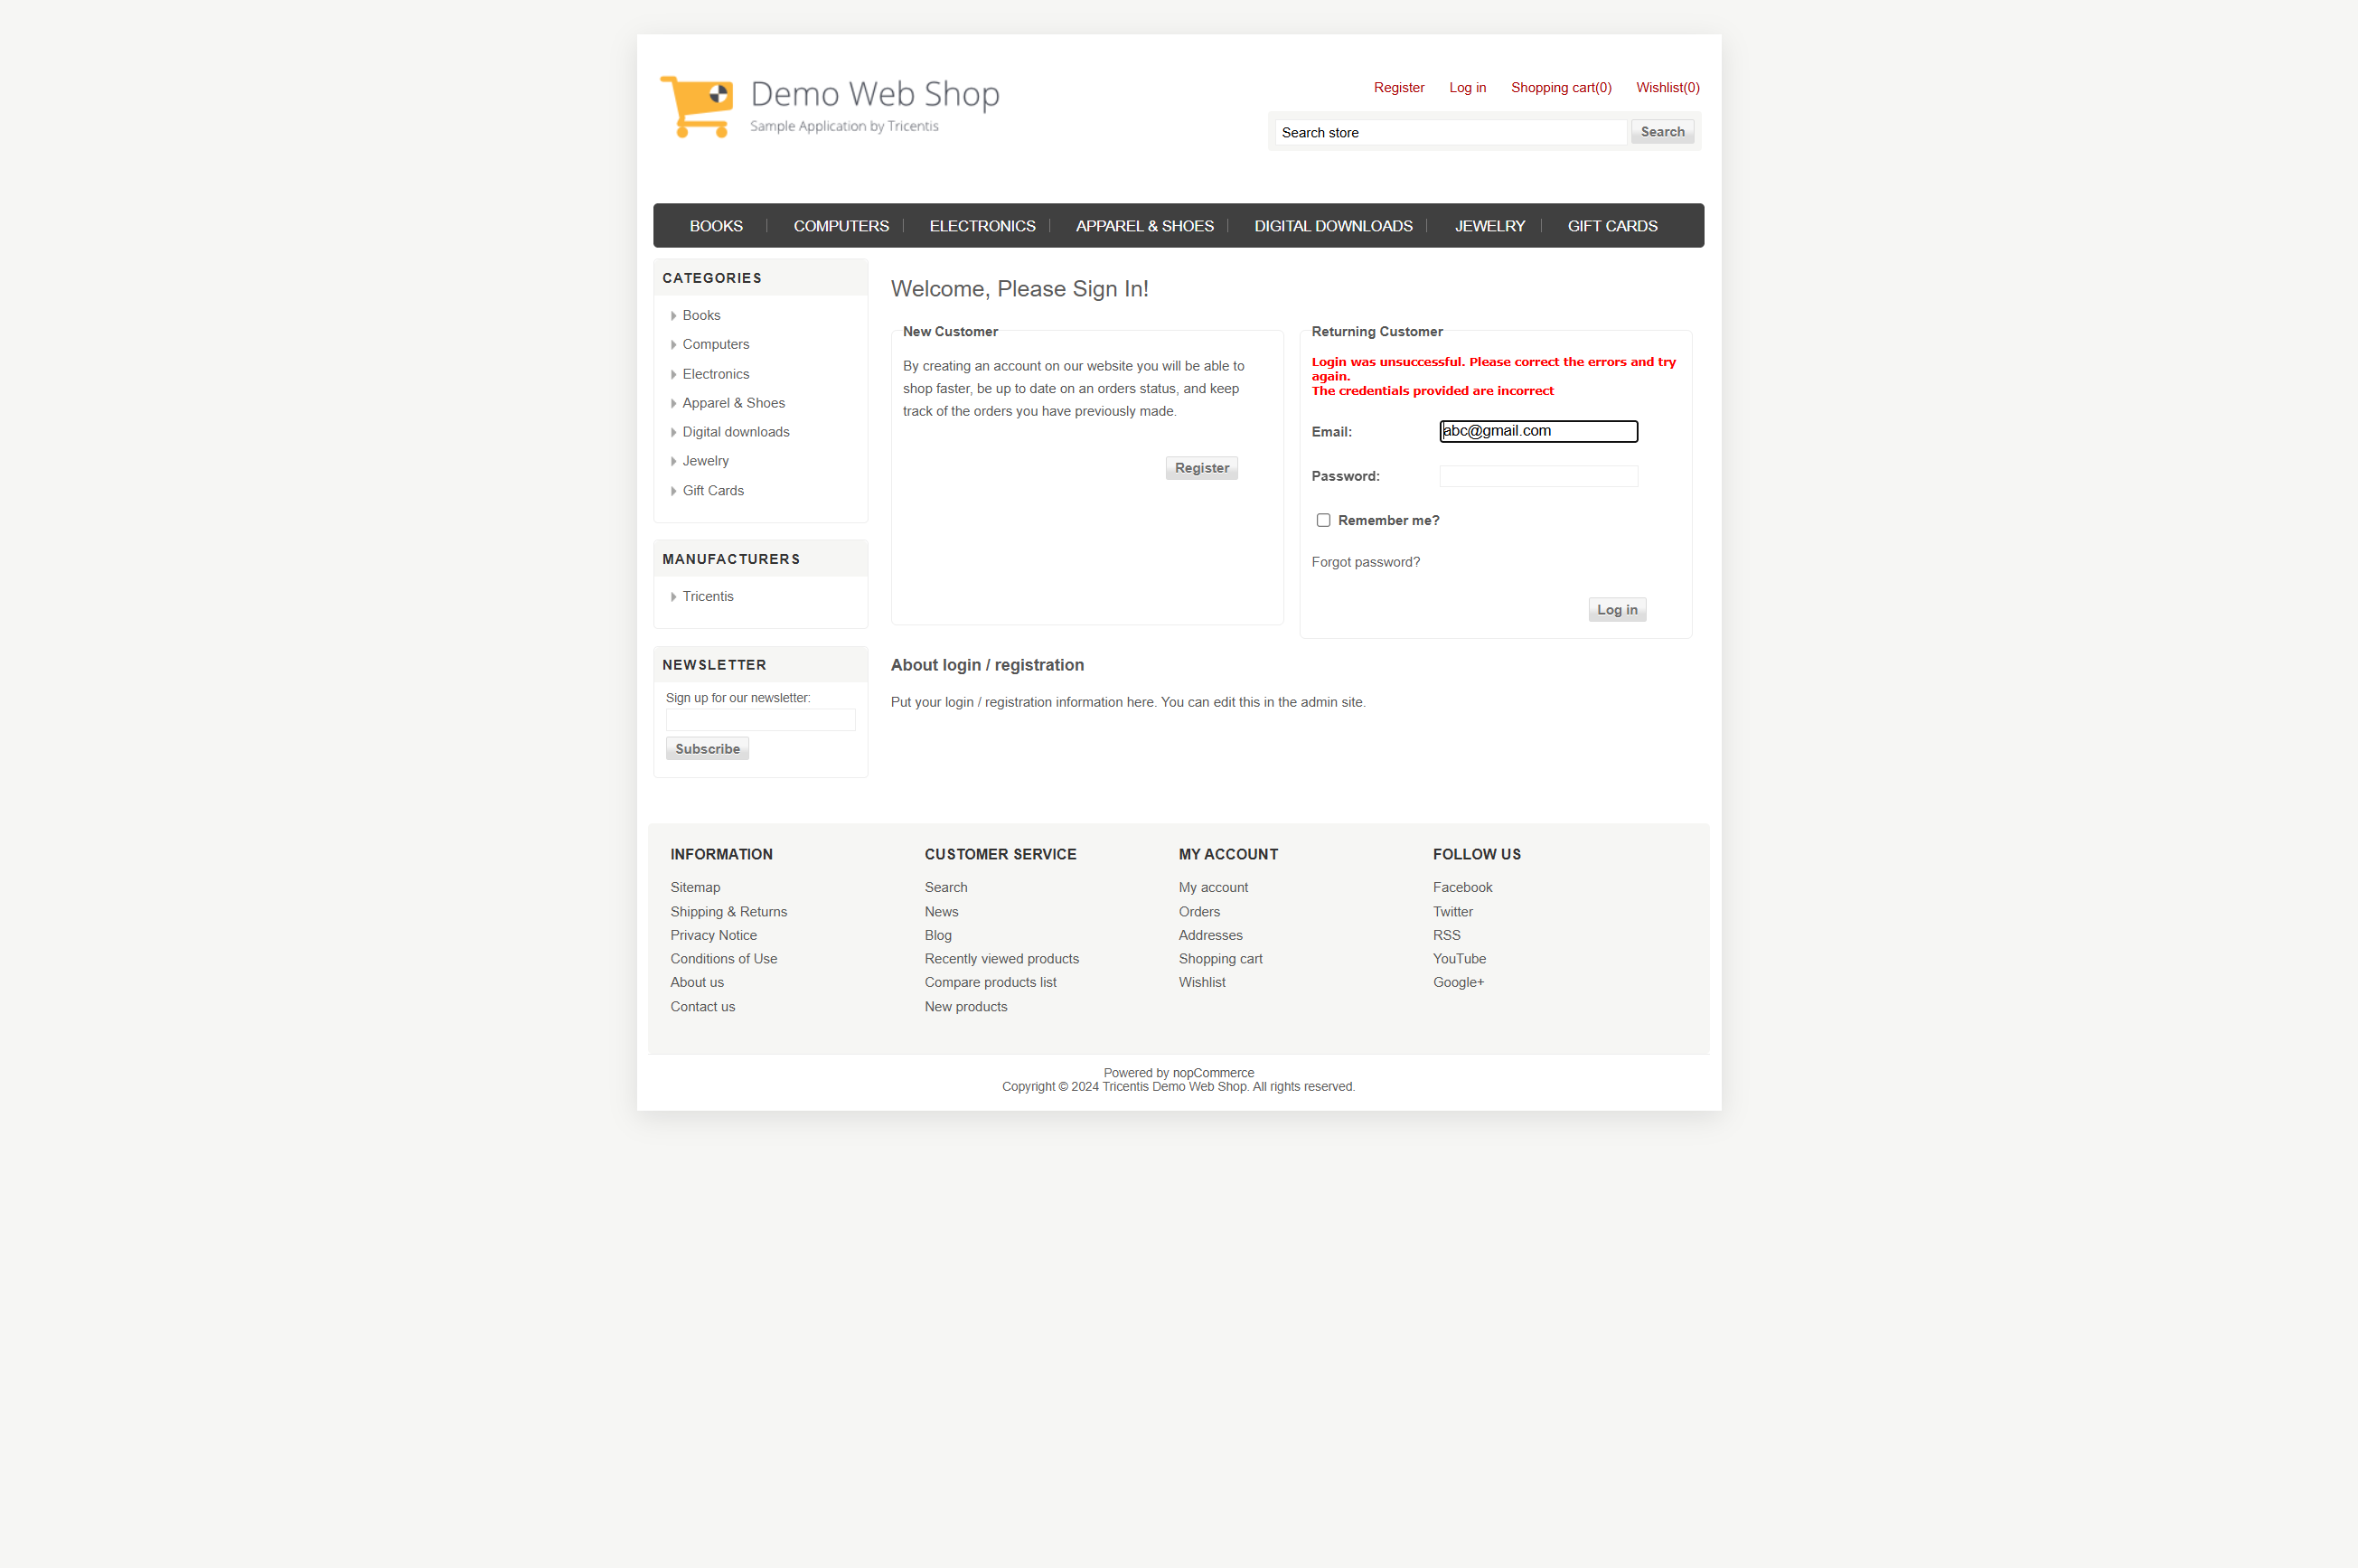 Demo Web Shop
Sample Application by Tricentis
Register Log in Shopping cart(0) Wishlist(0)
Search store Search
BOOKS COMPUTERS ELECTRONICS APPAREL & SHOES DIGITAL DOWNLOADS JEWELRY GIFT CARDS
CATEGORIES
Books
Computers
Electronics
Apparel & Shoes
Digital downloads
Jewelry
Gift Cards
MANUFACTURERS
Tricentis
NEWSLETTER
Sign up for our newsletter:
Subscribe
Welcome, Please Sign In!
New Customer
By creating an account on our website you will be able to
shop faster, be up to date on an orders status, and keep
track of the orders you have previously made.
Register
Returning Customer
Login was unsuccessful. Please correct the errors and try
again.
The credentials provided are incorrect
Email: abc@gmail.com
Password:
Remember me?
Forgot password?
Log in
About login / registration
Put your login / registration information here. You can edit this in the admin site.
INFORMATION
Sitemap
Shipping & Returns
Privacy Notice
Conditions of Use
About us
Contact us
CUSTOMER SERVICE
Search
News
Blog
Recently viewed products
Compare products list
New products
MY ACCOUNT
My account
Orders
Addresses
Shopping cart
Wishlist
FOLLOW US
Facebook
Twitter
RSS
YouTube
Google+
Powered by nopCommerce
Copyright © 2024 Tricentis Demo Web Shop. All rights reserved.